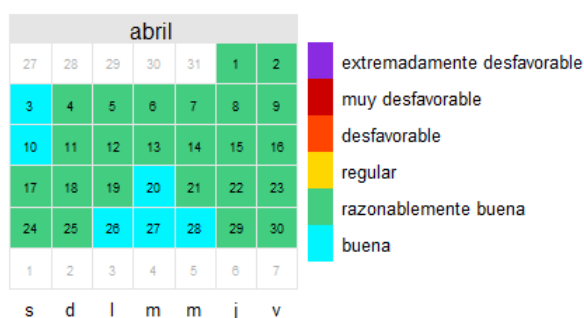 abril
27 28 29 30 31 1 2
3 4 5 6 7 8 9
10 11 12 13 14 15 16
17 18 19 20 21 22 23
24 25 26 27 28 29 30
1 2 3 4 5 6 7
s d l m m j v
extremadamente desfavorable
muy desfavorable
desfavorable
regular
razonablemente buena
buena